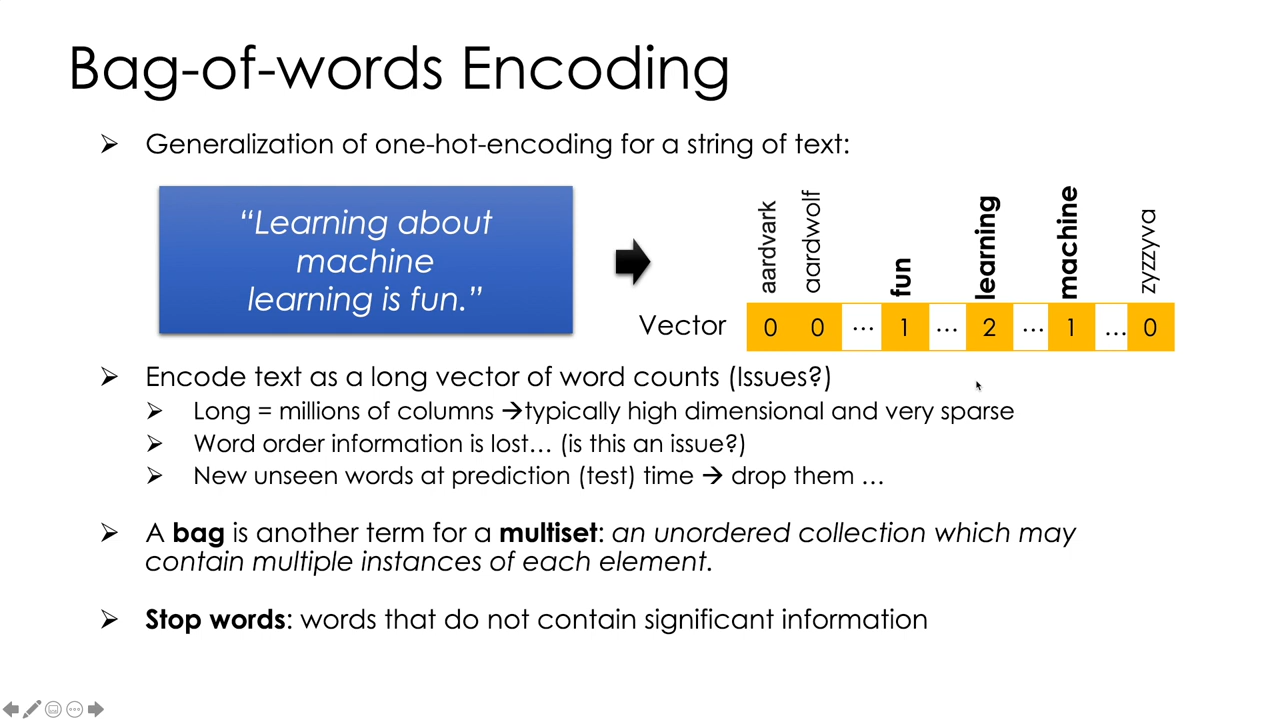 Bag-of-words Encoding
Generalization of one-hot-encoding for a string of text:
“Learning about
machine
learning is fun.”
aardvark
aardwolf
fun
learning
machine
zyzzyva
Vector 0 0 ... 1 ... 2 ... 1 ... 0
Encode text as a long vector of word counts (Issues?)
Long = millions of columns → typically high dimensional and very sparse
Word order information is lost… (is this an issue?)
New unseen words at prediction (test) time → drop them …
A bag is another term for a multiset: an unordered collection which may
contain multiple instances of each element.
Stop words: words that do not contain significant information